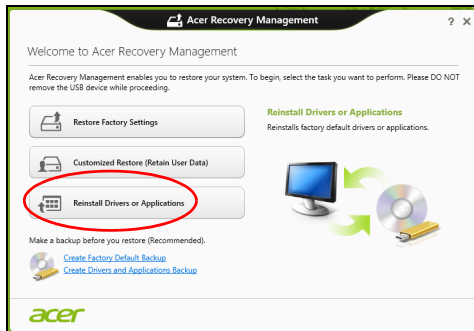 Acer Recovery Management
? X
Welcome to Acer Recovery Management
Acer Recovery Management enables you to restore your system. To begin, select the task you want to perform. Please DO NOT
remove the USB device while proceeding.
Restore Factory Settings
Reinstall Drivers or Applications
Reinstalls factory default drivers or applications.
Customized Restore (Retain User Data)
Reinstall Drivers or Applications
Make a backup before you restore (Recommended).
Create Factory Default Backup
Create Drivers and Applications Backup
acer